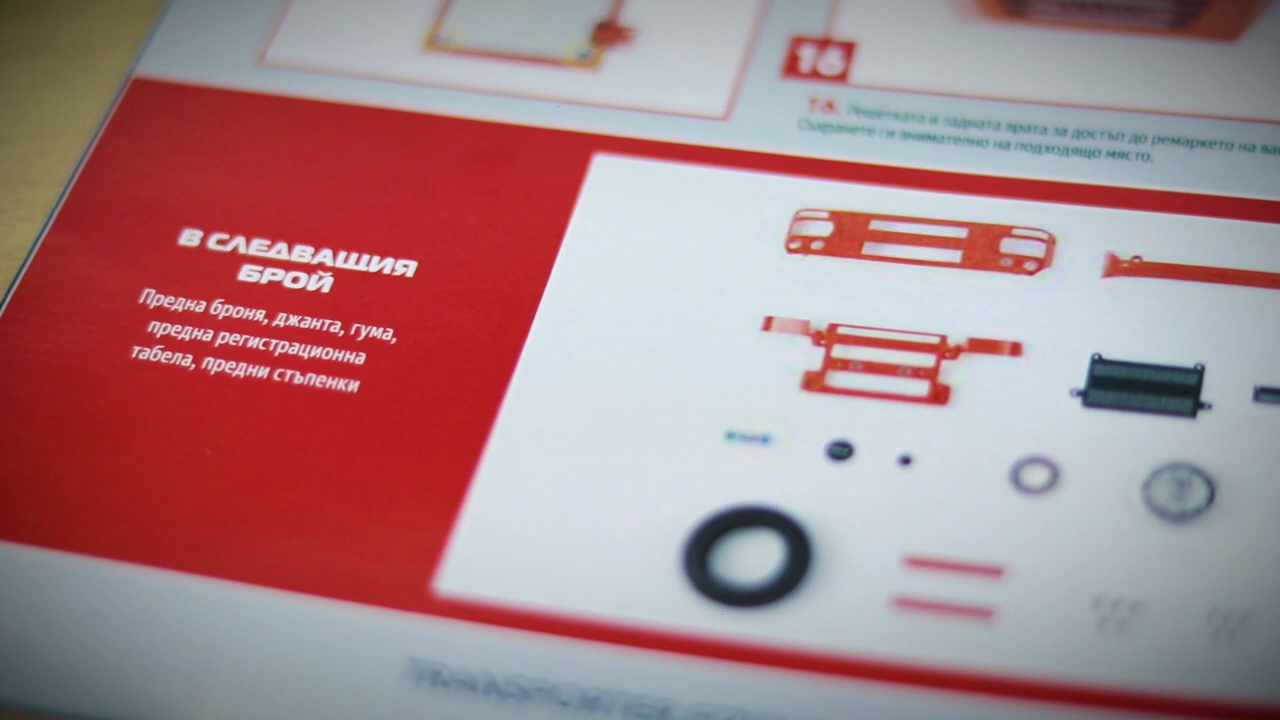 16
16. Решетката и задната врата за достъп до ремаркето на
Съхранете ги внимателно на подходящо място.
В СЛЕДВАЩИЯ
БРОЙ
Предна броня, джанта, гума,
предна регистрационна
табела, предни стъпенки